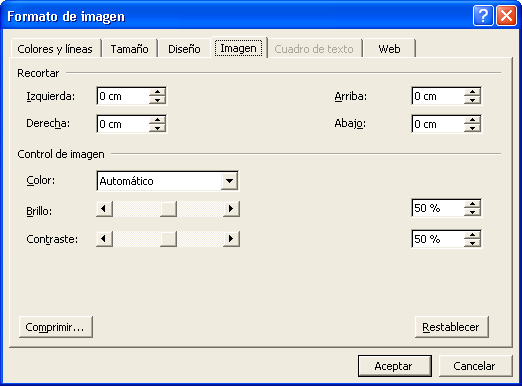 Formato de imagen
Colores y líneas Tamaño Diseño Imagen Cuadro de texto Web
Recortar
Izquierda: 0 cm Arriba: 0 cm
Derecha: 0 cm Abajo: 0 cm
Control de imagen
Color: Automático
Brillo: 50 %
Contraste: 50 %
Comprimir... Restablecer
Aceptar Cancelar